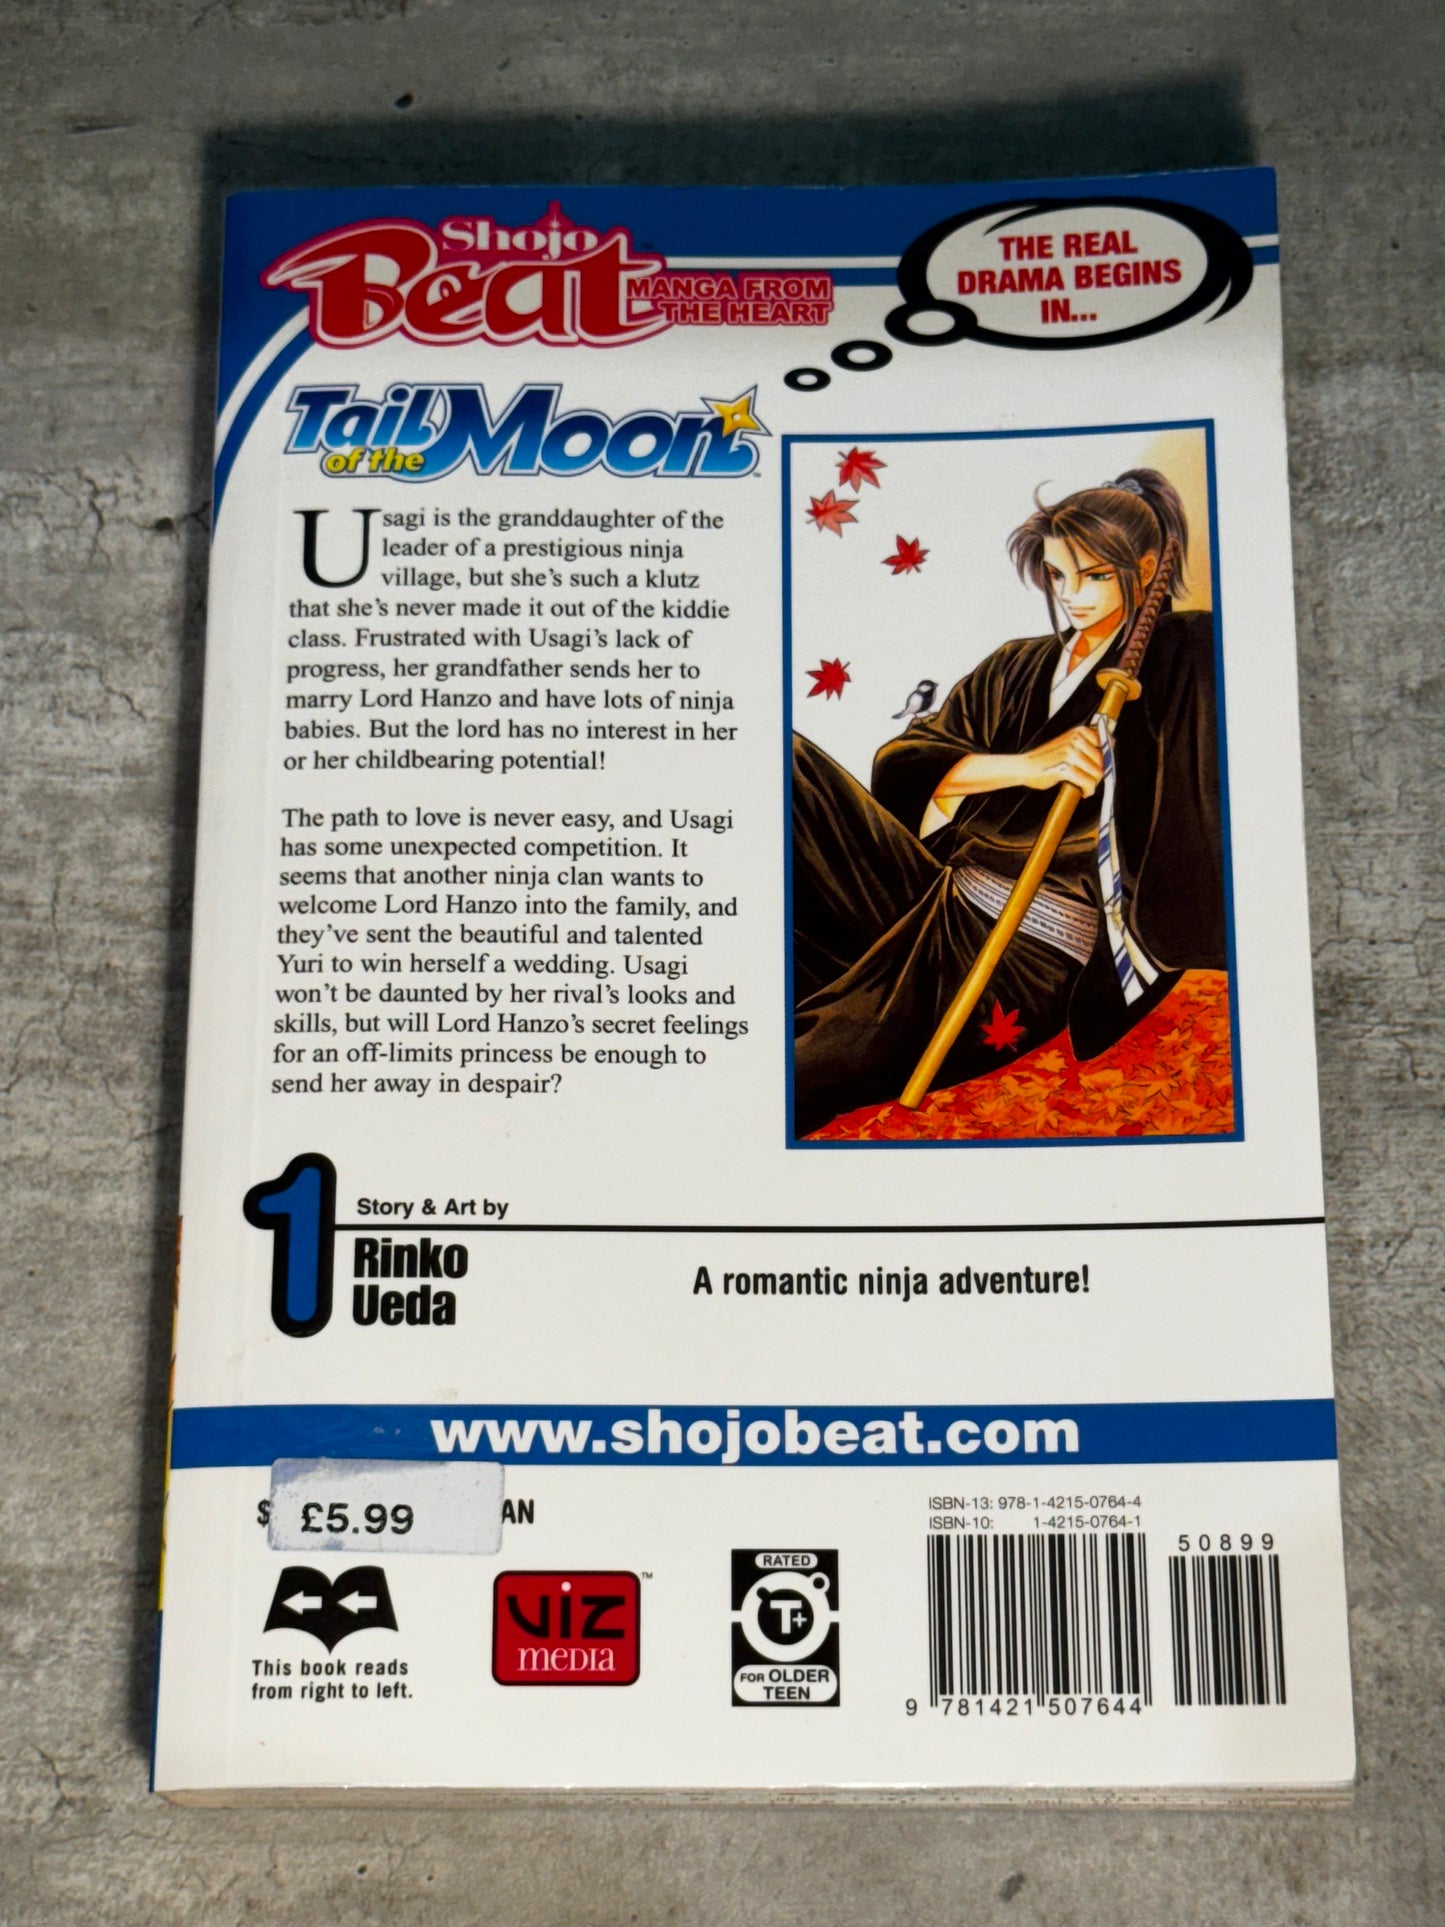 Shojo
Beat
MANGA FROM
THE HEART
THE REAL
DRAMA BEGINS
IN...
Tail
of the
Moon
Usagi is the granddaughter of the
leader of a prestigious ninja
village, but she's such a klutz
that she's never made it out of the kiddie
class. Frustrated with Usagi's lack of
progress, her grandfather sends her to
marry Lord Hanzo and have lots of ninja
babies. But the lord has no interest in her
or her childbearing potential!
The path to love is never easy, and Usagi
has some unexpected competition. It
seems that another ninja clan wants to
welcome Lord Hanzo into the family, and
they've sent the beautiful and talented
Yuri to win herself a wedding. Usagi
won't be daunted by her rival's looks and
skills, but will Lord Hanzo's secret feelings
for an off-limits princess be enough to
send her away in despair?
1
Story & Art by
Rinko
Ueda
A romantic ninja adventure!
www.shojobeat.com
$
£5.99
AN
This book reads
from right to left.
VIZ
MEDIA
™
RATED
T+
FOR OLDER
TEEN
ISBN-13: 978-1-4215-0764-4
ISBN-10: 1-4215-0764-1
50899
9 781421 507644